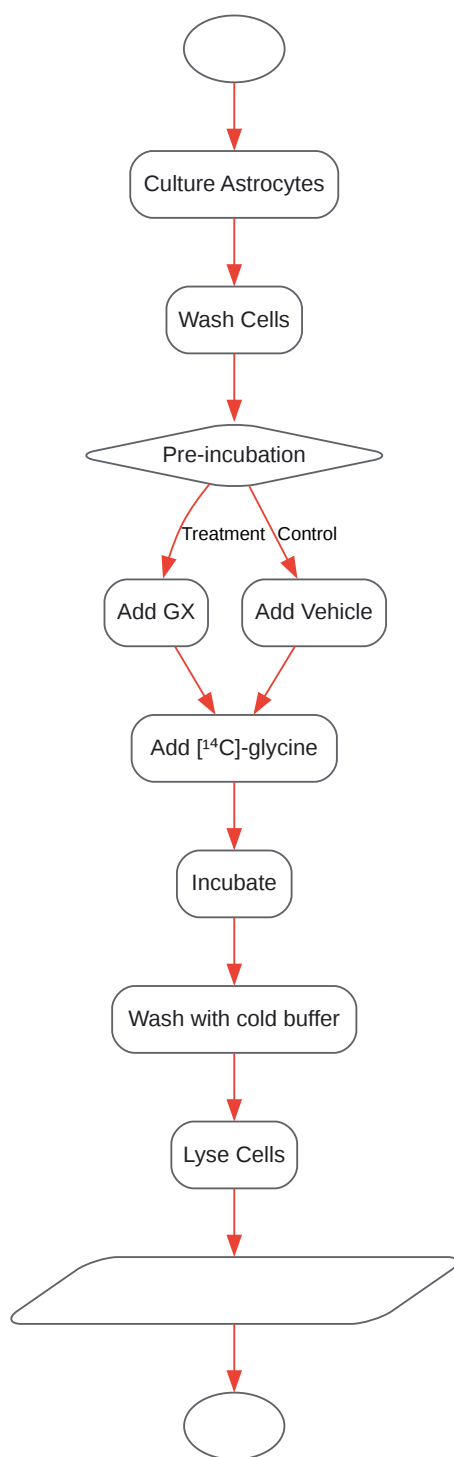 Culture Astrocytes
Wash Cells
Pre-incubation
Treatment
Control
Add GX
Add Vehicle
Add [¹⁴C]-glycine
Incubate
Wash with cold buffer
Lyse Cells